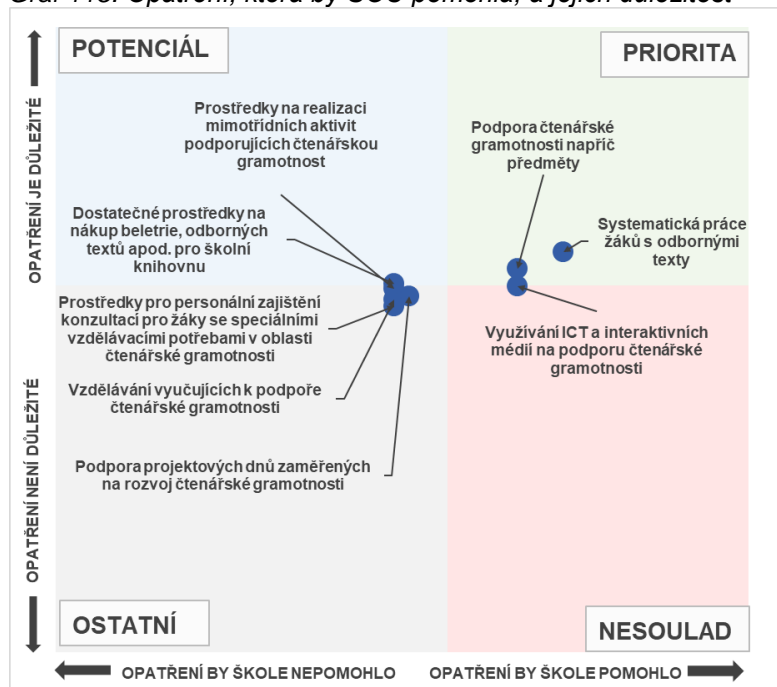 POTENCIÁL
PRIORITA
Prostředky na realizaci
mimotřídních aktivit
podporujících čtenářskou
gramotnost
Podpora čtenářské
gramotnosti napříč
předměty
Dostatečné prostředky na
nákup beletrie, odborných
textů apod. pro školní
knihovnu
Systematická práce
žáků s odbornými
texty
Prostředky pro personální zajištění
konzultací pro žáky se speciálními
vzdělávacími potřebami v oblasti
čtenářské gramotnosti
Využívání ICT a interaktivních
médií na podporu čtenářské
gramotnosti
Vzdělávání vyučujících k podpoře
čtenářské gramotnosti
Podpora projektových dnů zaměřených
na rozvoj čtenářské gramotnosti
OSTATNÍ
NESOULAD
OPATŘENÍ JE DŮLEŽITÉ
OPATŘENÍ NENÍ DŮLEŽITÉ
OPATŘENÍ BY ŠKOLE NEPOMOHLO
OPATŘENÍ BY ŠKOLE POMOHLO